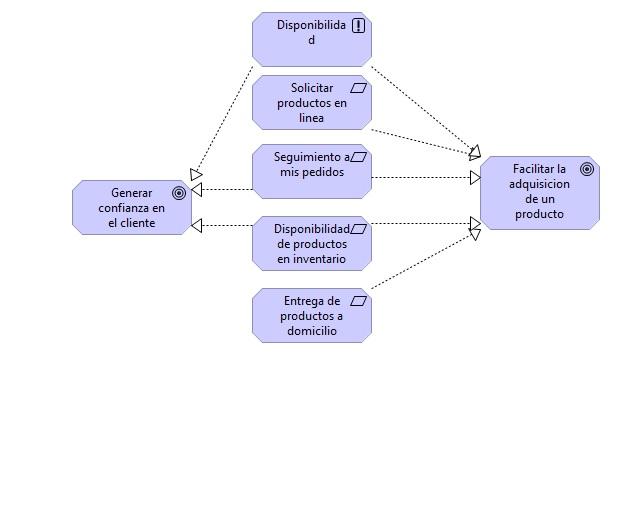 Disponibilida
d
Solicitar
productos en
linea
Seguimiento a
mis pedidos
Generar
confianza en
el cliente
Facilitar la
adquisicion
de un
producto
Disponibilidad
de productos
en inventario
Entrega de
productos a
domicilio